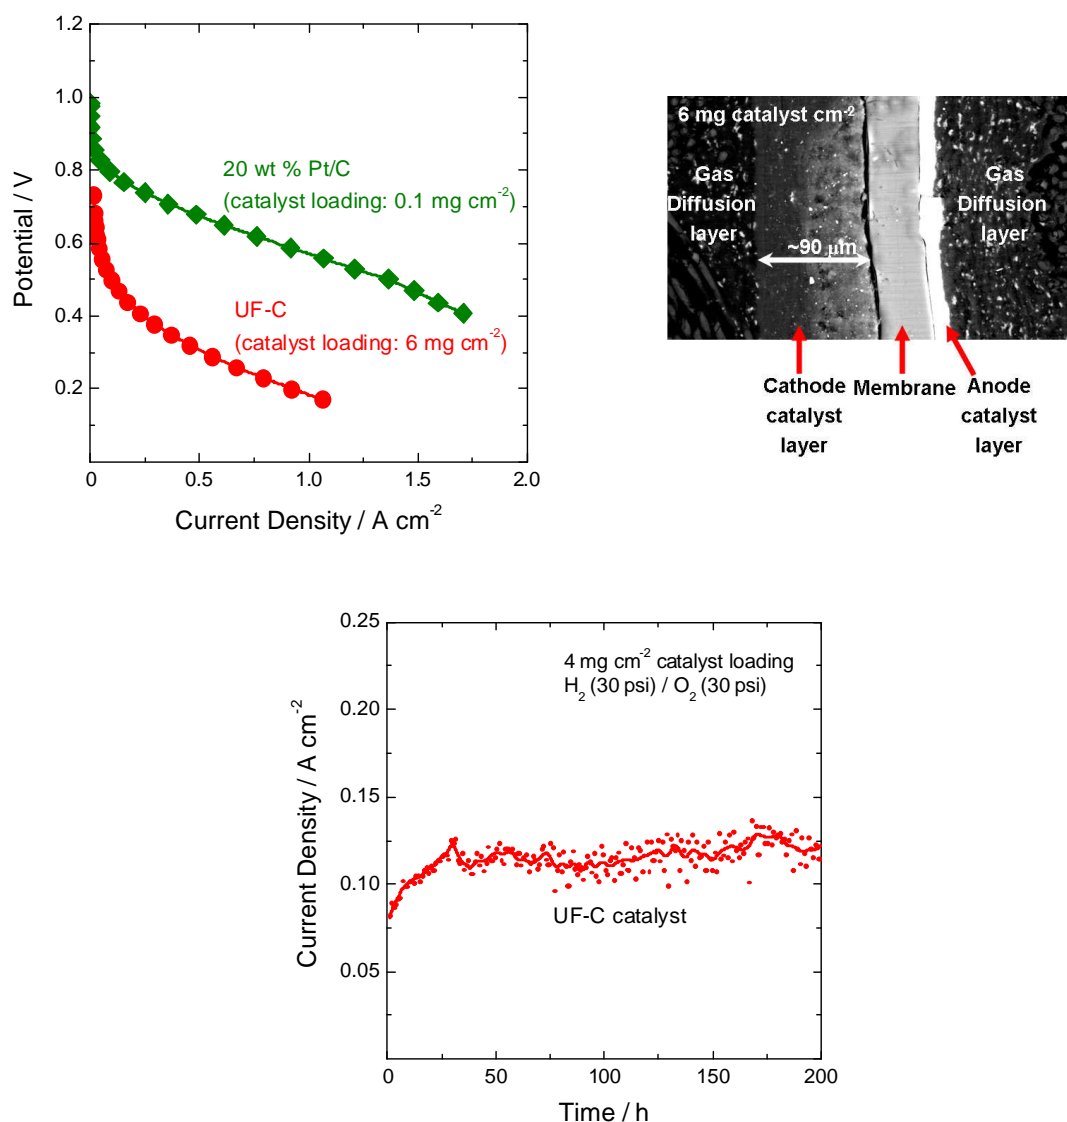 1.2
1.0
0.8
0.6
0.4
0.2
0
0.5
1.0
1.5
2.0
Potential / V
Current Density / A cm⁻²
20 wt % Pt/C
(catalyst loading: 0.1 mg cm⁻²)
UF-C
(catalyst loading: 6 mg cm⁻²)
6 mg catalyst cm⁻²
Gas
Diffusion
layer
~90 µm
Gas
Diffusion
layer
Cathode
catalyst
layer
Membrane
Anode
catalyst
layer
0.25
0.20
0.15
0.10
0.05
0
50
100
150
200
Current Density / A cm⁻²
Time / h
4 mg cm⁻² catalyst loading
H₂ (30 psi) / O₂ (30 psi)
UF-C catalyst